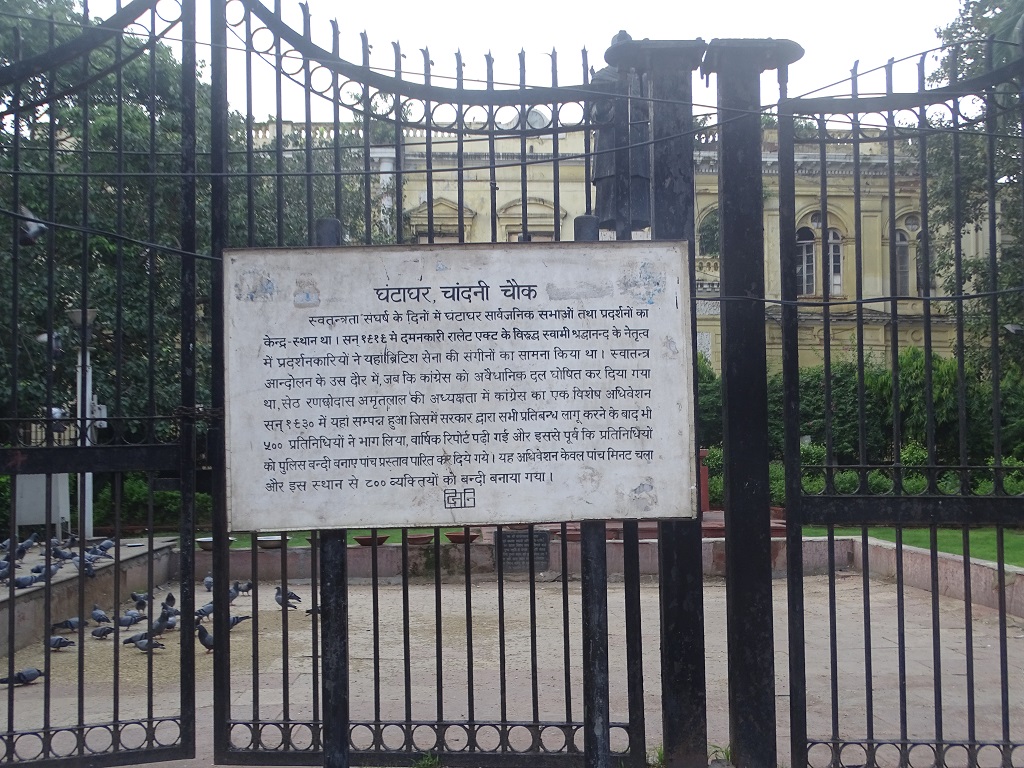 घंटाघर, चांदनी चौक
स्वतन्त्रता संघर्ष के दिनों में घंटाघर सार्वजनिक सभाओं तथा प्रदर्शनों का
केन्द्र-स्थान था। सन् १९१९ मे दमनकारी रालेट एक्ट के विरुद्ध स्वामी श्रद्धानन्द के नेतृत्व
में प्रदर्शनकारियों ने यहां ब्रिटिश सेना की संगीनों का सामना किया था। स्वातन्त्र
आन्दोलन के उस दौर में, जब कि कांग्रेस को अवैधानिक दल घोषित कर दिया गया
था, सेठ रणछोदास अमृतलाल की अध्यक्षता में कांग्रेस का एक विशेष अधिवेशन
सन् १९३० में यहां सम्पन्न हुआ जिसमें सरकार द्वारा सभी प्रतिबन्ध लागू करने के बाद भी
५०० प्रतिनिधियों ने भाग लिया, वार्षिक रिपोर्ट पढ़ी गई और इससे पूर्व कि प्रतिनिधियो
को पुलिस बन्दी बनाए पांच प्रस्ताव पारित कर दिये गये। यह अधिवेशन केवल पांच मिनट चला
और इस स्थान से ८०० व्यक्तियों को बन्दी बनाया गया।